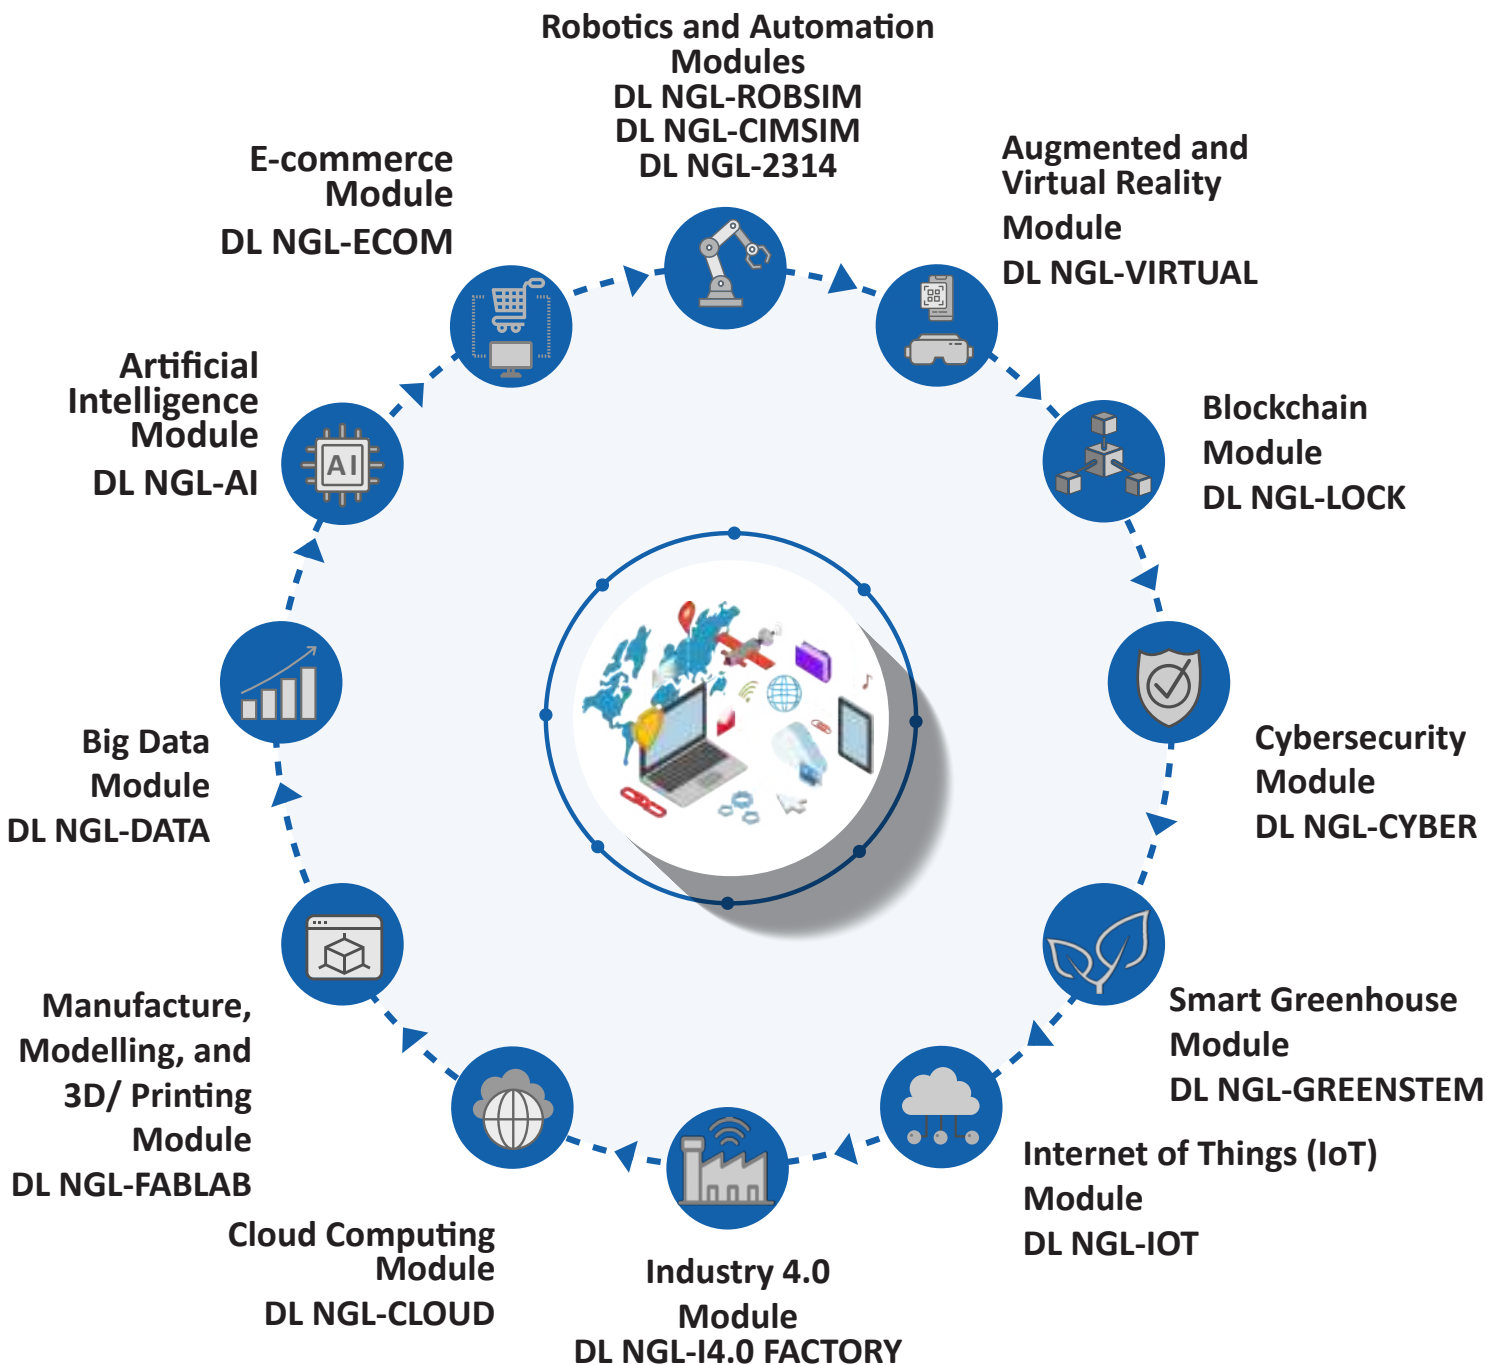 Robotics and Automation
Modules
DL NGL-ROBSIM
DL NGL-CIMSIM
DL NGL-2314
Augmented and
Virtual Reality
Module
DL NGL-VIRTUAL
Blockchain
Module
DL NGL-LOCK
Cybersecurity
Module
DL NGL-CYBER
Smart Greenhouse
Module
DL NGL-GREENSTEM
Internet of Things (IoT)
Module
DL NGL-IOT
Industry 4.0
Module
DL NGL-I4.0 FACTORY
Cloud Computing
Module
DL NGL-CLOUD
Manufacture,
Modelling, and
3D/ Printing
Module
DL NGL-FABLAB
Big Data
Module
DL NGL-DATA
Artificial
Intelligence
Module
DL NGL-AI
AI
E-commerce
Module
DL NGL-ECOM